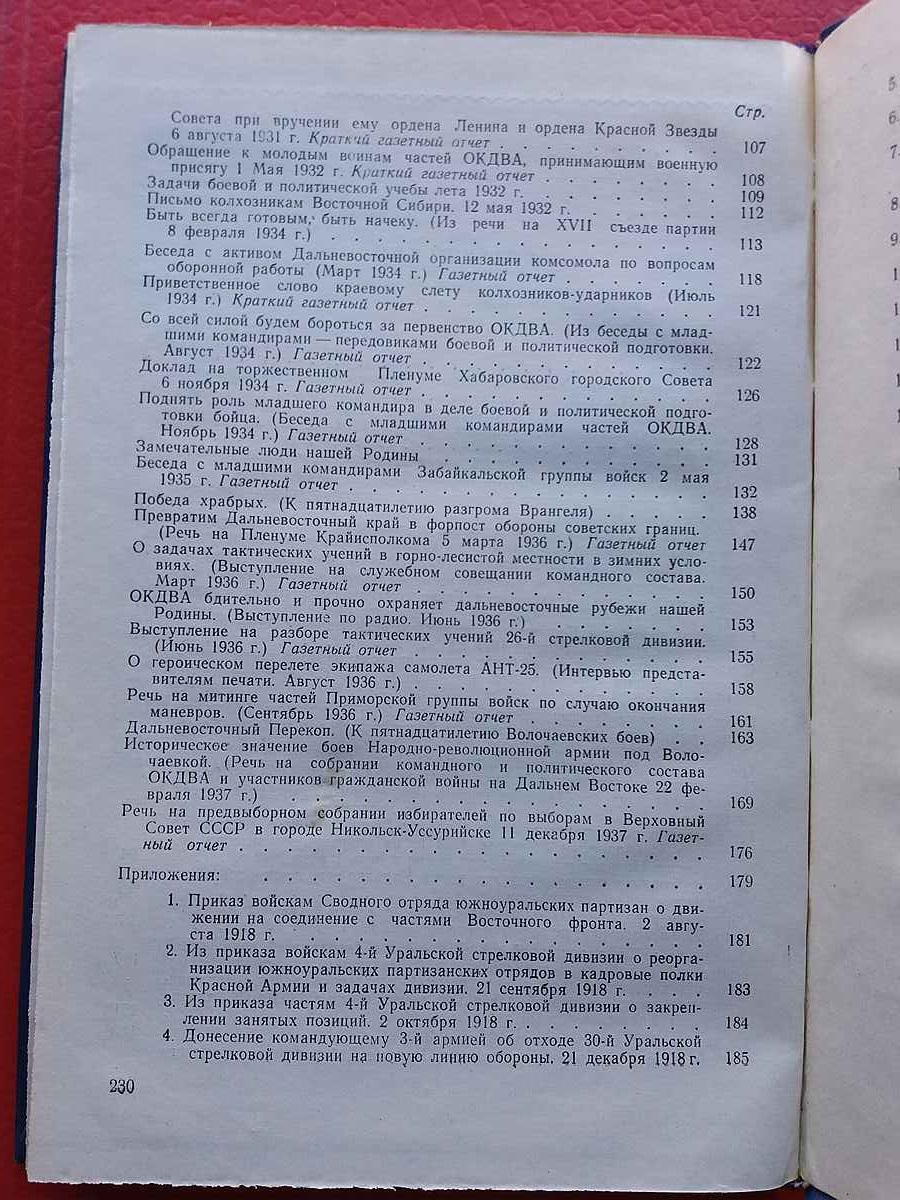 Стр.
Совета при вручении ему ордена Ленина и ордена Красной Звезды
6 августа 1931 г. Краткий газетный отчет . . . . . . . . . 107
Обращение к молодым воинам частей ОКДВА, принимающим военную
присягу 1 Мая 1932 г. Краткий газетный отчет . . . . . . . 108
Задачи боевой и политической учебы лета 1932 г. . . . . . . . 109
Письмо колхозникам Восточной Сибири. 12 мая 1932 г. . . . . . 112
Быть всегда готовым, быть начеку. (Из речи на XVII съезде партии
8 февраля 1934 г.) . . . . . . . . . . . . . . . . 113
Беседа с активом Дальневосточной организации комсомола по вопросам
оборонной работы (Март 1934 г.) Газетный отчет . . . . . . 118
Приветственное слово краевому слету колхозников-ударников (Июль
1934 г.) Краткий газетный отчет . . . . . . . . . . . 121
Со всей силой будем бороться за первенство ОКДВА. (Из беседы с млад-
шими командирами — передовиками боевой и политической подготовки.
Август 1934 г.) Газетный отчет . . . . . . . . . . . 122
Доклад на торжественном Пленуме Хабаровского городского Совета
6 ноября 1934 г. Газетный отчет . . . . . . . . . . . 126
Поднять роль младшего командира в деле боевой и политической подго-
товки бойца. (Беседа с младшими командирами частей ОКДВА.
Ноябрь 1934 г.) Газетный отчет . . . . . . . . . . . 128
Замечательные люди нашей Родины . . . . . . . . . . . 131
Беседа с младшими командирами Забайкальской группы войск 2 мая
1935 г. Газетный отчет . . . . . . . . . . . . . . 132
Победа храбрых. (К пятнадцатилетию разгрома Врангеля) . . . . . 138
Превратим Дальневосточный край в форпост обороны советских границ.
(Речь на Пленуме Крайисполкома 5 марта 1936 г.) Газетный отчет 147
О задачах тактических учений в горно-лесистой местности в зимних усло-
виях. (Выступление на служебном совещании командного состава.
Март 1936 г.) Газетный отчет . . . . . . . . . . . . 150
ОКДВА бдительно и прочно охраняет дальневосточные рубежи нашей
Родины. (Выступление по радио. Июнь 1936 г.) . . . . . . . 153
Выступление на разборе тактических учений 26-й стрелковой дивизии.
(Июнь 1936 г.) Газетный отчет . . . . . . . . . . . 155
О героическом перелете экипажа самолета АНТ-25. (Интервью предста-
вителям печати. Август 1936 г.) . . . . . . . . . . . 158
Речь на митинге частей Приморской группы войск по случаю окончания
маневров. (Сентябрь 1936 г.) Газетный отчет . . . . . . . 161
Дальневосточный Перекоп. (К пятнадцатилетию Волочаевских боев) . . 163
Историческое значение боев Народно-революционной армии под Воло-
чаевкой. (Речь на собрании командного и политического состава
ОКДВА и участников гражданской войны на Дальнем Востоке 22 фе-
враля 1937 г.) . . . . . . . . . . . . . . . . . 169
Речь на предвыборном собрании избирателей по выборам в Верховный
Совет СССР в городе Никольск-Уссурийске 11 декабря 1937 г. Газет-
ный отчет . . . . . . . . . . . . . . . . . . 176
Приложения: . . . . . . . . . . . . . . . . . 179
1. Приказ войскам Сводного отряда южноуральских партизан о дви-
жении на соединение с частями Восточного фронта. 2 авгу-
ста 1918 г. . . . . . . . . . . . . . . . . . 181
2. Из приказа войскам 4-й Уральской стрелковой дивизии о реорга-
низации южноуральских партизанских отрядов в кадровые полки
Красной Армии и задачах дивизии. 21 сентября 1918 г. . . . 183
3. Из приказа частям 4-й Уральской стрелковой дивизии о закреп-
лении занятых позиций. 2 октября 1918 г. . . . . . . . . 184
4. Донесение командующему 3-й армией об отходе 30-й Уральской
стрелковой дивизии на новую линию обороны. 21 декабря 1918 г. 185
230